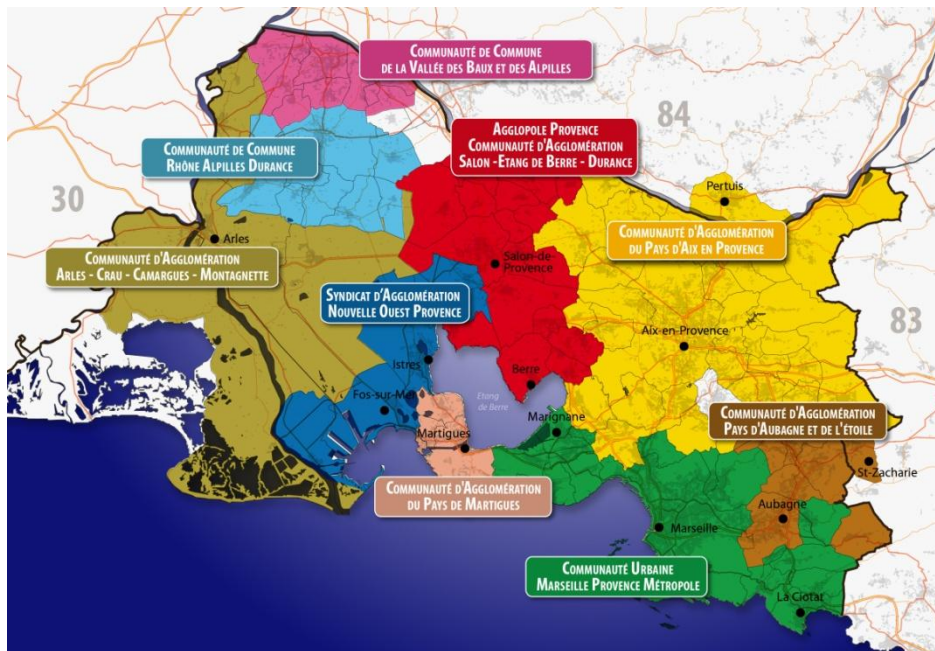 Communauté de Commune
de la Vallée des Baux et des Alpilles
84
Agglopole Provence
Communauté d'Agglomération
Salon -Etang de Berre - Durance
Communauté de Commune
Rhône Alpilles Durance
30
Pertuis
Arles
Communauté d'Agglomération
du Pays d'Aix en Provence
Communauté d'Agglomération
Arles - Crau - Camargues - Montagnette
Salon-de-
Provence
Syndicat d'Agglomération
Nouvelle Ouest Provence
83
Aix-en-Provence
Istres
Berre
Etang
de Berre
Fos-sur-Mer
Marignane
Communauté d'Agglomération
Pays d'Aubagne et de l'étoile
Martigues
St-Zacharie
Communauté d'Agglomération
du Pays de Martigues
Aubagne
Marseille
Communauté Urbaine
Marseille Provence Métropole
La Ciotat